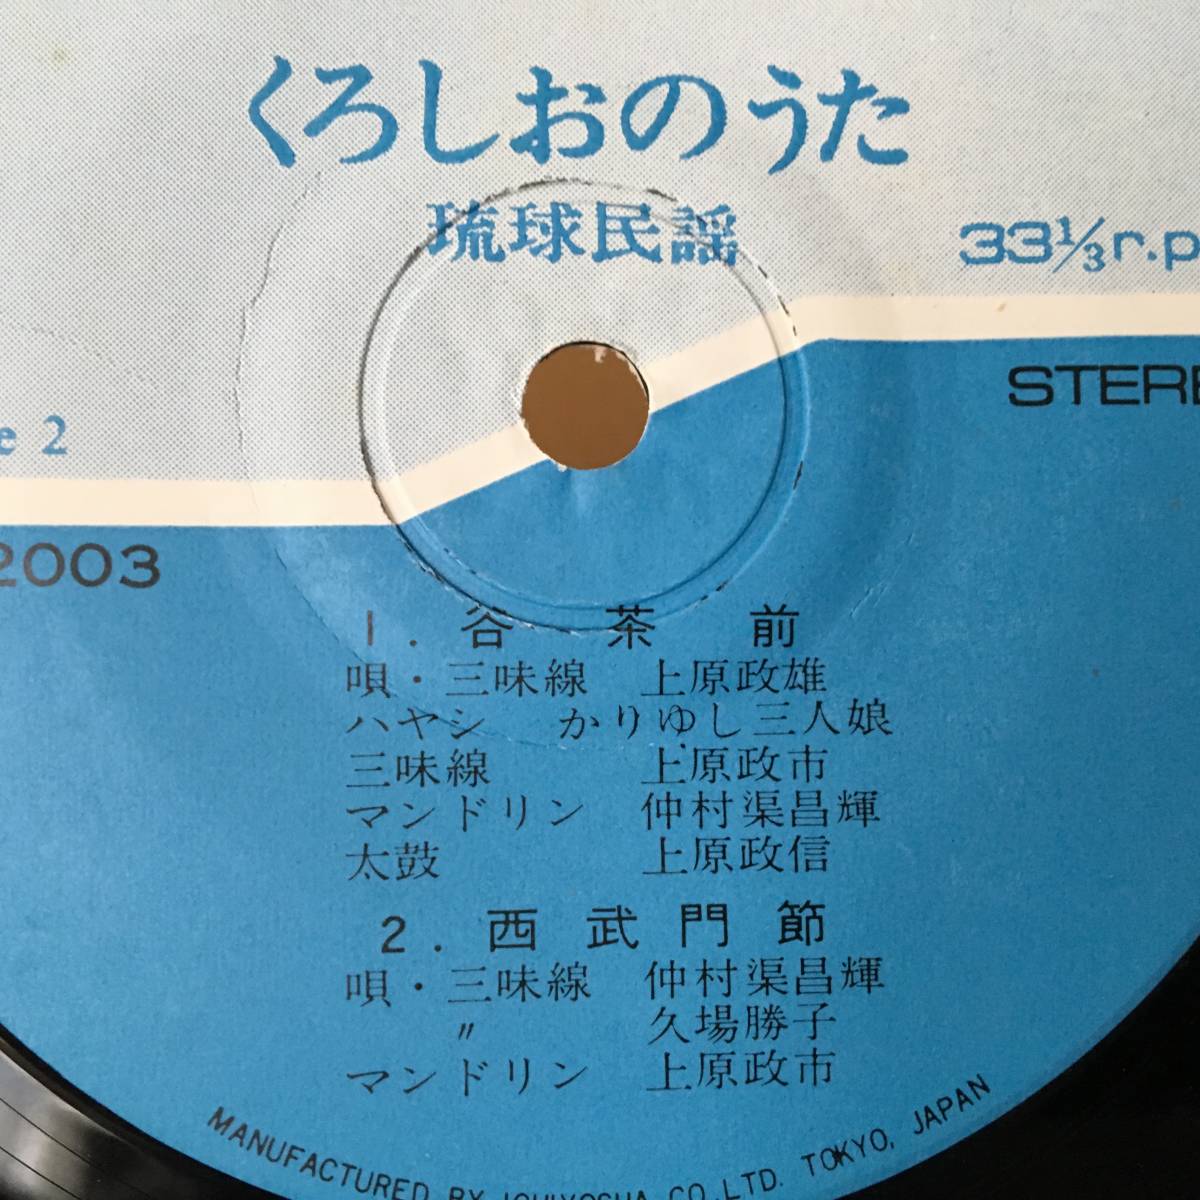 くろしおのうた
琉球民謡
33⅓r.p
STERE
e 2
2003
1. 谷茶前
唄・三味線 上原政雄
ハヤシ かりゆし三人娘
三味線 上原政市
マンドリン 仲村渠昌輝
太鼓 上原政信
2. 西武門節
唄・三味線 仲村渠昌輝
〃 久場勝子
マンドリン 上原政市
MANUFACTURED BY ICHIYOSHA CO., LTD. TOKYO, JAPAN